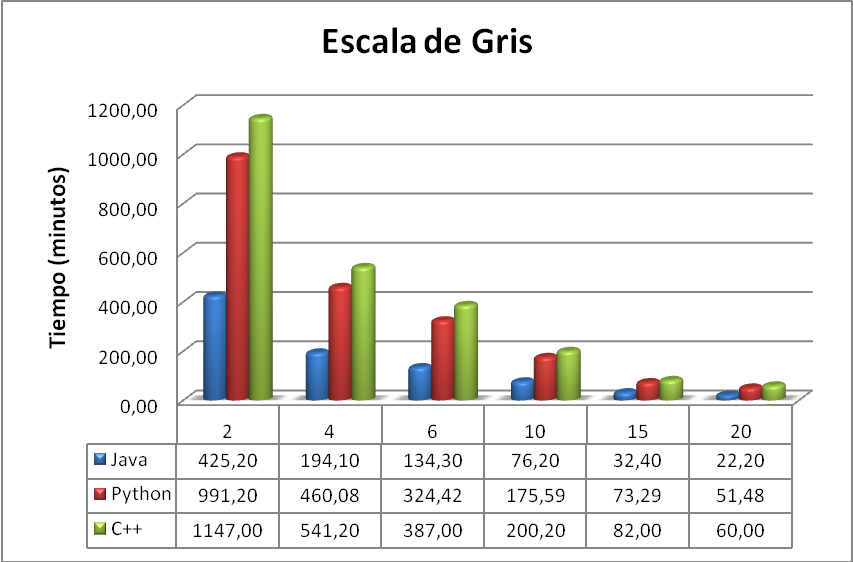 Escala de Gris
Tiempo (minutos)
1200,00
1000,00
800,00
600,00
400,00
200,00
0,00
2 4 6 10 15 20
Java 425,20 194,10 134,30 76,20 32,40 22,20
Python 991,20 460,08 324,42 175,59 73,29 51,48
C++ 1147,00 541,20 387,00 200,20 82,00 60,00